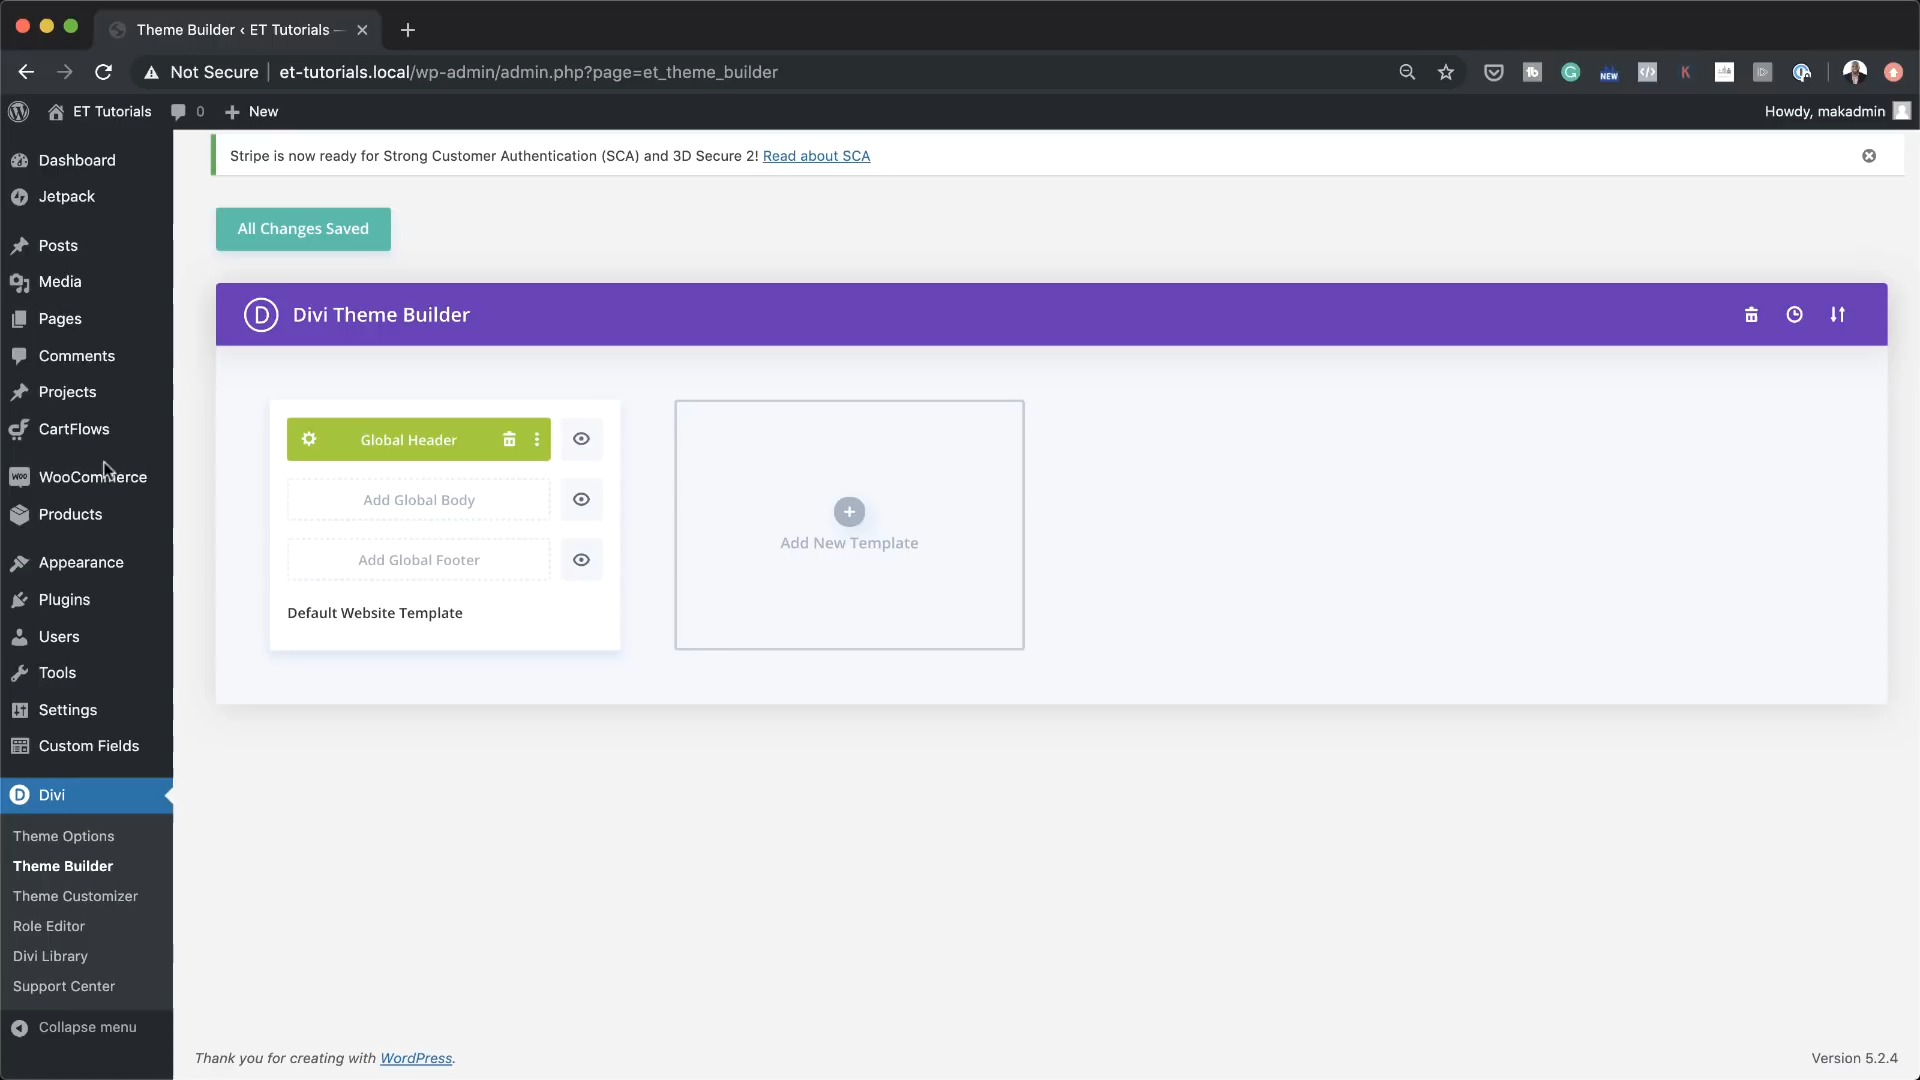 Theme Builder ‹ ET Tutorials —
Not Secure
et-tutorials.local/wp-admin/admin.php?page=et_theme_builder
ET Tutorials
0
New
Howdy, makadmin
Dashboard
Jetpack
Posts
Media
Pages
Comments
Projects
CartFlows
WooCommerce
Products
Appearance
Plugins
Users
Tools
Settings
Custom Fields
Divi
Theme Options
Theme Builder
Theme Customizer
Role Editor
Divi Library
Support Center
Collapse menu
Stripe is now ready for Strong Customer Authentication (SCA) and 3D Secure 2! Read about SCA
All Changes Saved
D Divi Theme Builder
Global Header
Add Global Body
Add Global Footer
Default Website Template
Add New Template
Thank you for creating with WordPress.
Version 5.2.4